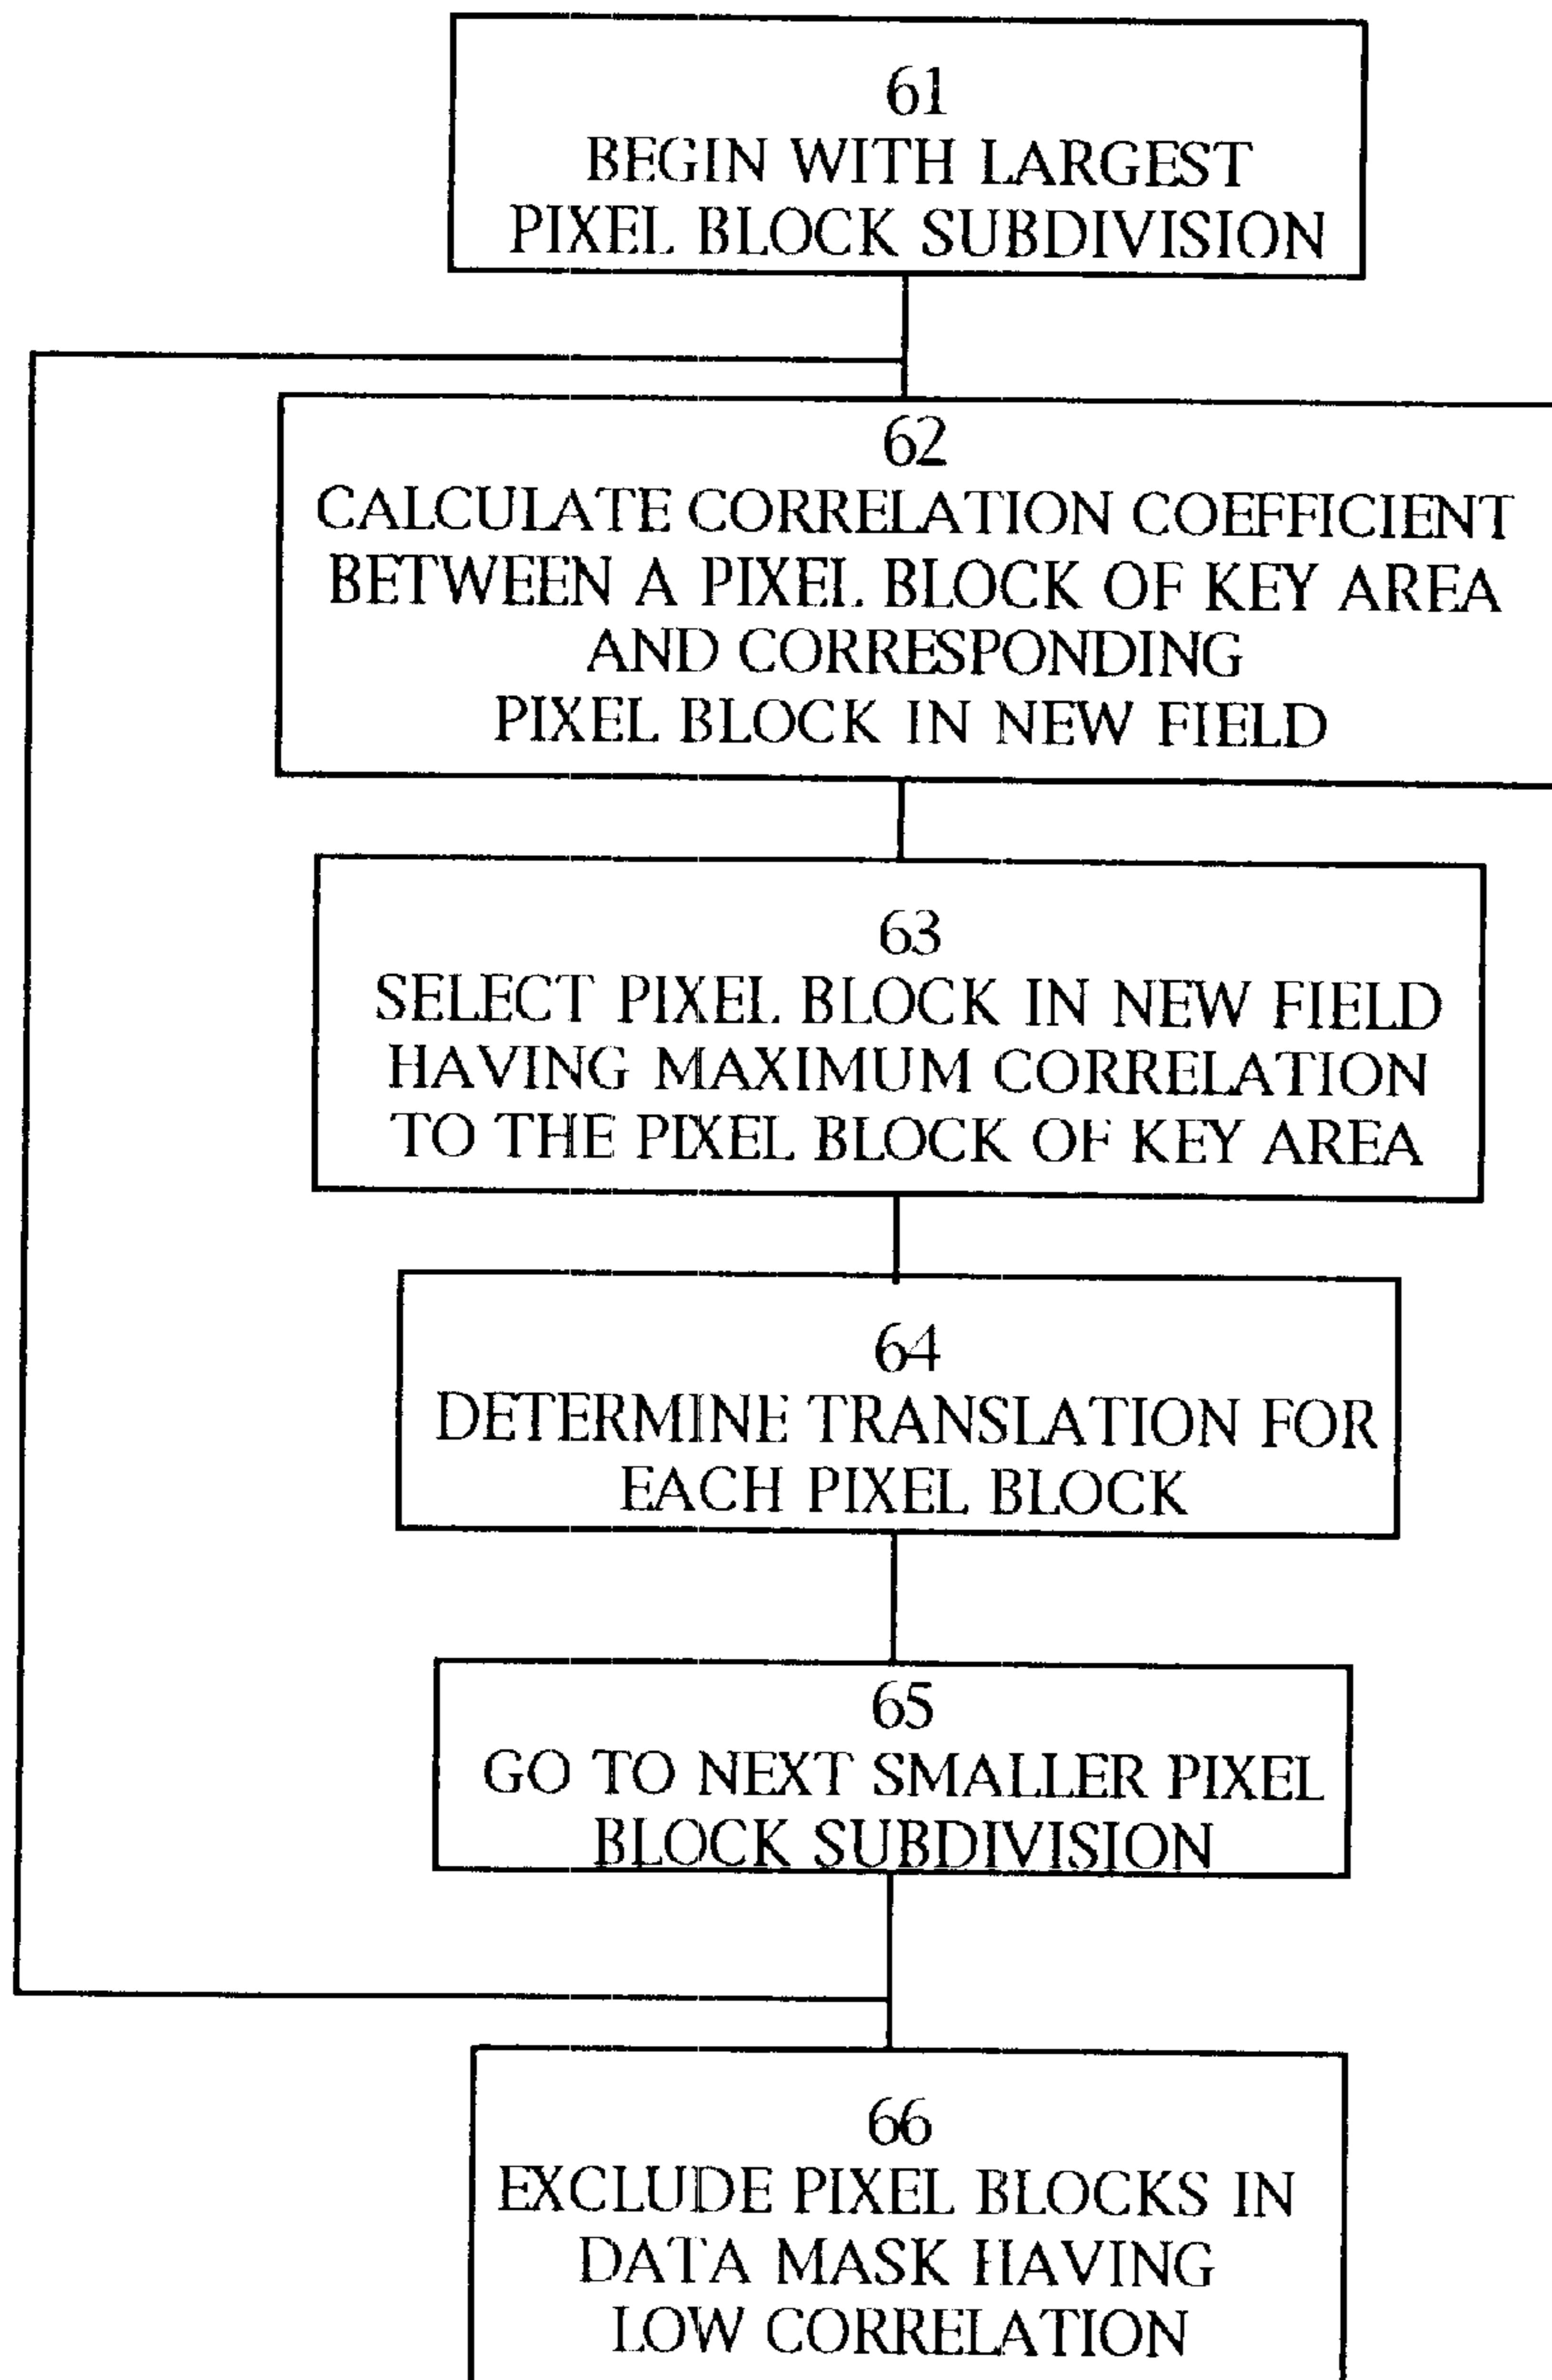 61
BEGIN WITH LARGEST
PIXEL BLOCK SUBDIVISION
62
CALCULATE CORRELATION COEFFICIENT
BETWEEN A PIXEL BLOCK OF KEY AREA
AND CORRESPONDING
PIXEL BLOCK IN NEW FIELD
63
SELECT PIXEL BLOCK IN NEW FIELD
HAVING MAXIMUM CORRELATION
TO THE PIXEL BLOCK OF KEY AREA
64
DETERMINE TRANSLATION FOR
EACH PIXEL BLOCK
65
GO TO NEXT SMALLER PIXEL
BLOCK SUBDIVISION
66
EXCLUDE PIXEL BLOCKS IN
DATA MASK HAVING
LOW CORRELATION